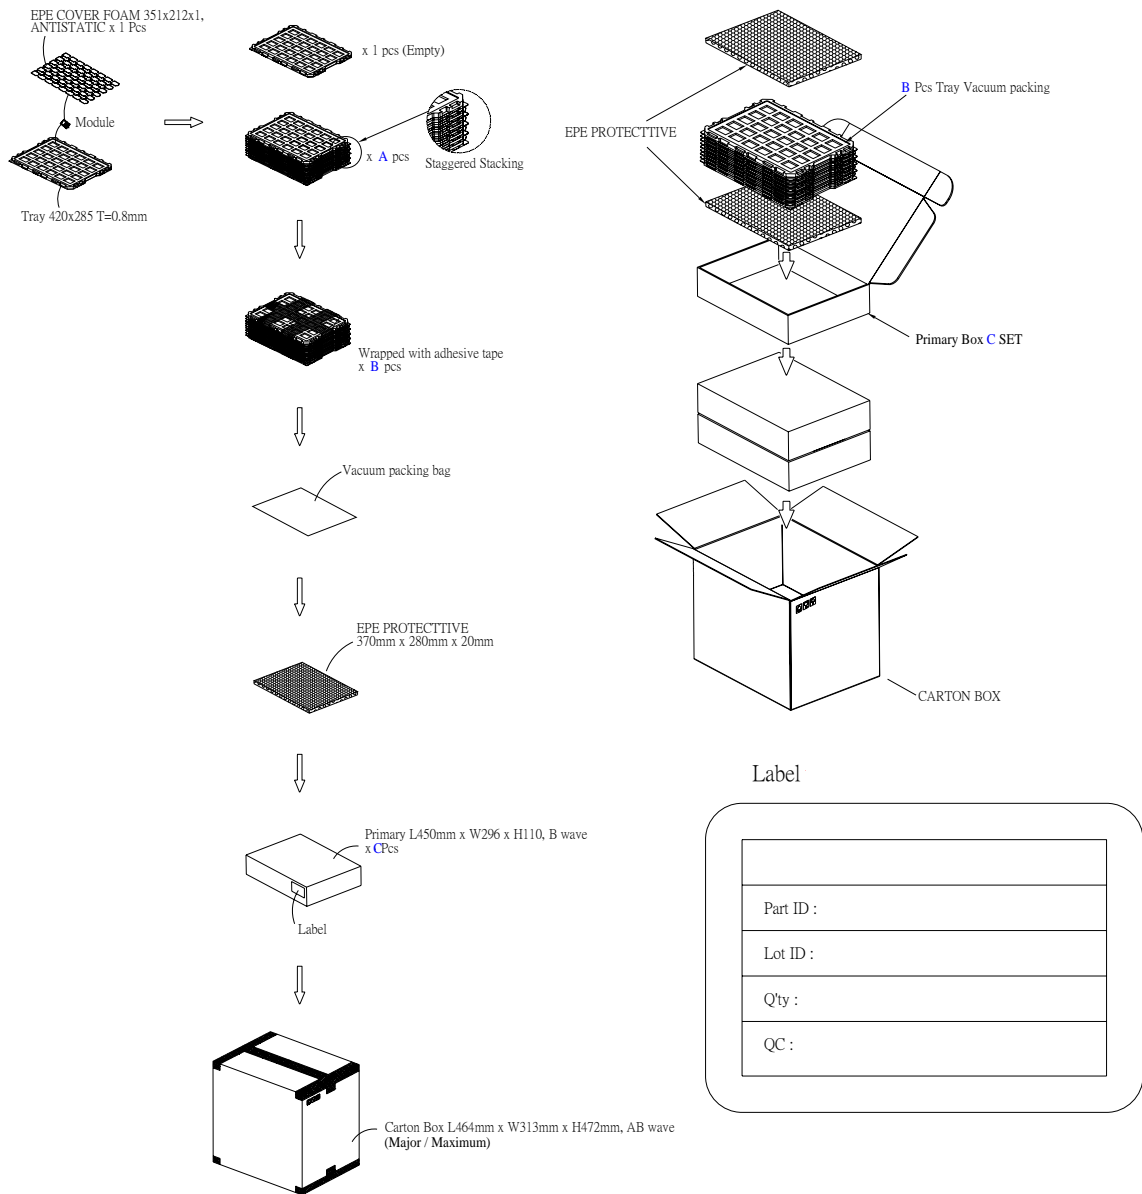 EPE COVER FOAM 351x212x1,
ANTISTATIC x 1 Pcs
Module
Tray 420x285 T=0.8mm
x 1 pcs (Empty)
x A pcs
Staggered Stacking
Wrapped with adhesive tape
x B pcs
Vacuum packing bag
EPE PROTECTTIVE
370mm x 280mm x 20mm
Primary L450mm x W296 x H110, B wave
x CPcs
Label
Carton Box L464mm x W313mm x H472mm, AB wave
(Major / Maximum)
B Pcs Tray Vacuum packing
EPE PROTECTTIVE
Primary Box C SET
CARTON BOX
Label
Part ID :
Lot ID :
Q'ty :
QC :